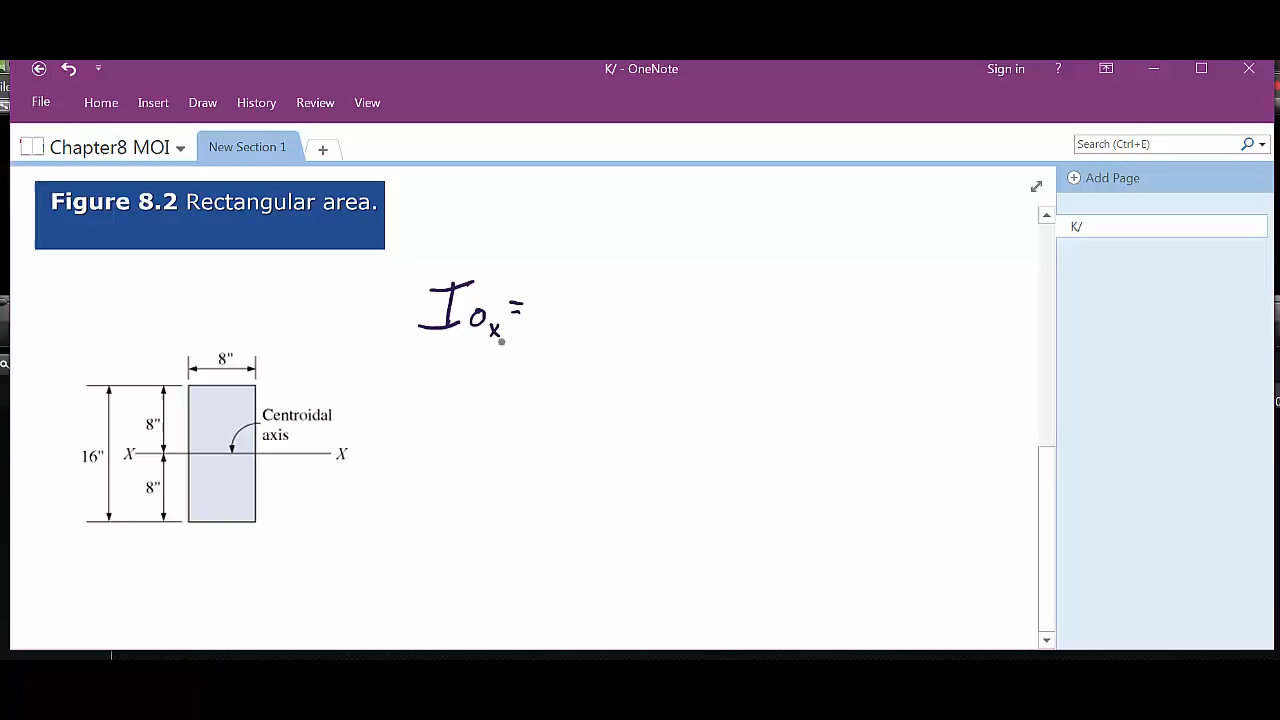 K/ - OneNote
Sign in ?
File Home Insert Draw History Review View
Chapter8 MOI New Section 1 +
Search (Ctrl+E)
Add Page
K/
Figure 8.2 Rectangular area.
Iox =
8"
8"
Centroidal
axis
16" X X
8"